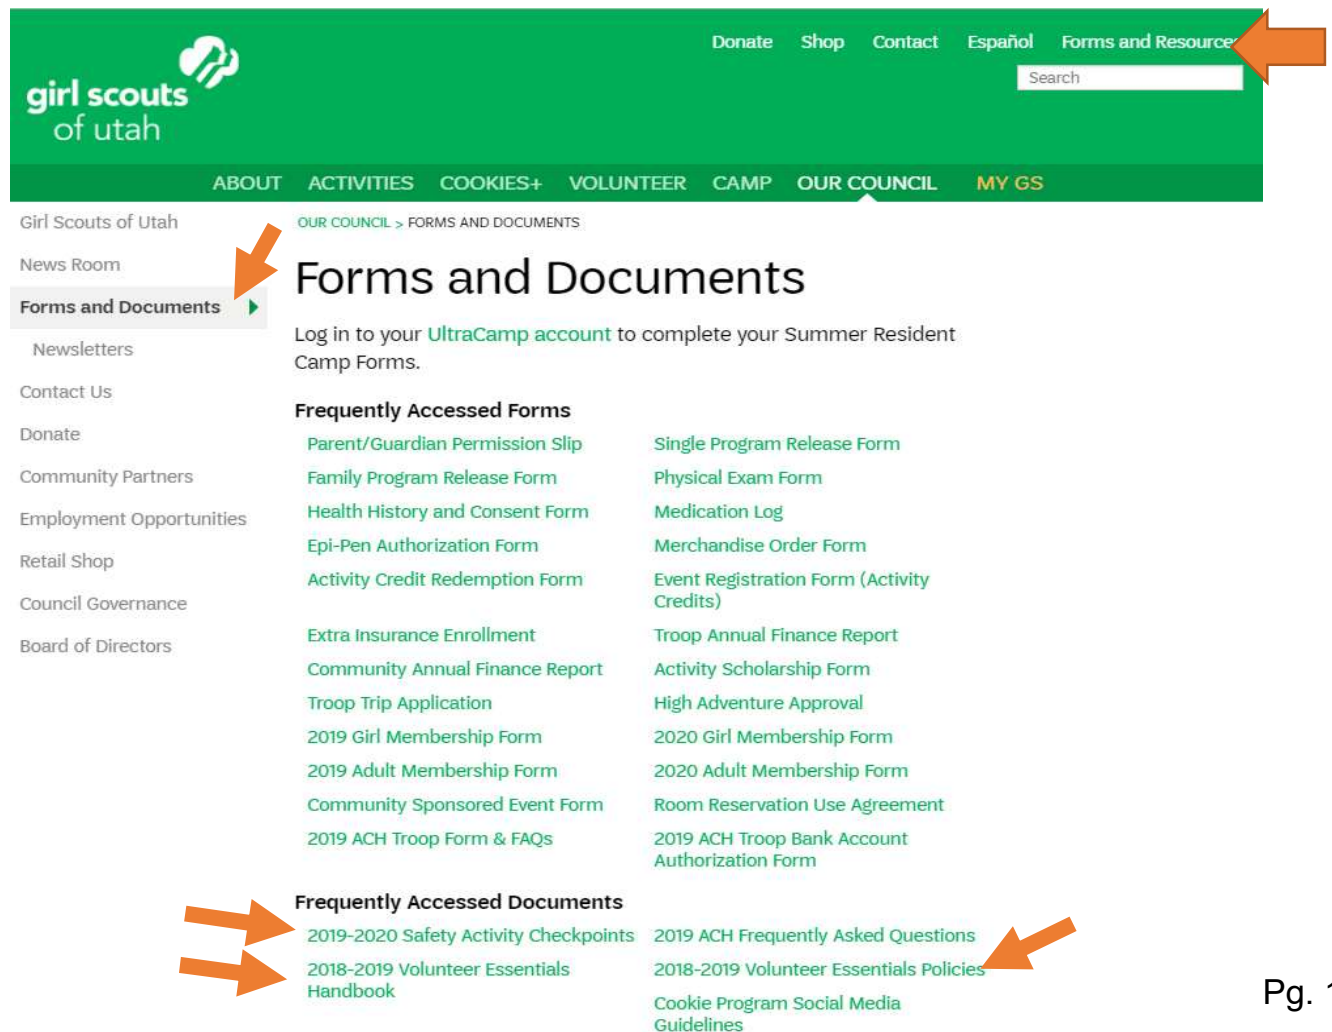 Donate Shop Contact Español Forms and Resources
Search
girl scouts
of utah
ABOUT ACTIVITIES COOKIES+ VOLUNTEER CAMP OUR COUNCIL MY GS
Girl Scouts of Utah
News Room
Forms and Documents
Newsletters
Contact Us
Donate
Community Partners
Employment Opportunities
Retail Shop
Council Governance
Board of Directors
OUR COUNCIL > FORMS AND DOCUMENTS
Forms and Documents
Log in to your UltraCamp account to complete your Summer Resident
Camp Forms.
Frequently Accessed Forms
Parent/Guardian Permission Slip Single Program Release Form
Family Program Release Form Physical Exam Form
Health History and Consent Form Medication Log
Epi-Pen Authorization Form Merchandise Order Form
Activity Credit Redemption Form Event Registration Form (Activity
Credits)
Extra Insurance Enrollment Troop Annual Finance Report
Community Annual Finance Report Activity Scholarship Form
Troop Trip Application High Adventure Approval
2019 Girl Membership Form 2020 Girl Membership Form
2019 Adult Membership Form 2020 Adult Membership Form
Community Sponsored Event Form Room Reservation Use Agreement
2019 ACH Troop Form & FAQs 2019 ACH Troop Bank Account
Authorization Form
Frequently Accessed Documents
2019-2020 Safety Activity Checkpoints 2019 ACH Frequently Asked Questions
2018-2019 Volunteer Essentials 2018-2019 Volunteer Essentials Policies
Handbook
Cookie Program Social Media
Guidelines
Pg. 1